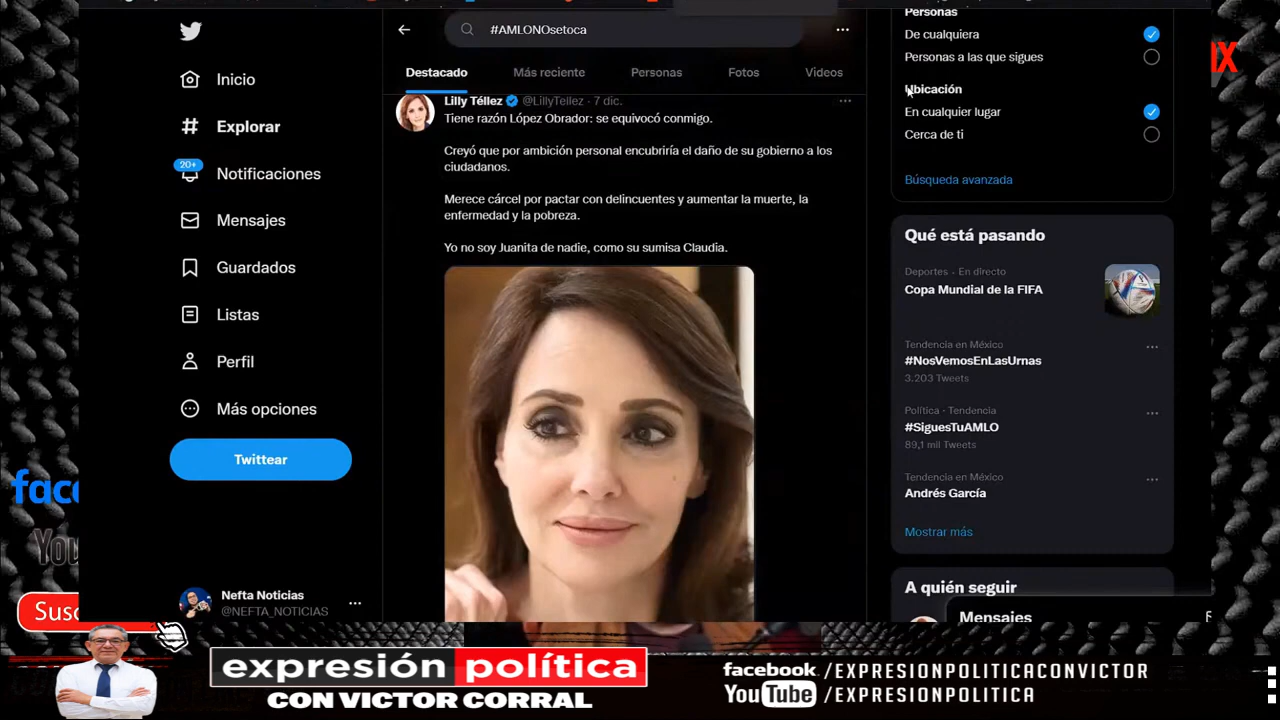 #AMLONOsetoca
Inicio
Explorar
20+
Notificaciones
Mensajes
Guardados
Listas
Perfil
Más opciones
Twittear
Nefta Noticias
@NEFTA_NOTICIAS
Destacado
Más reciente
Personas
Fotos
Videos
Lilly Téllez @LillyTellez · 7 dic.
Tiene razón López Obrador: se equivocó conmigo.
Creyó que por ambición personal encubriría el daño de su gobierno a los
ciudadanos.
Merece cárcel por pactar con delincuentes y aumentar la muerte, la
enfermedad y la pobreza.
Yo no soy Juanita de nadie, como su sumisa Claudia.
Personas
De cualquiera
Personas a las que sigues
Ubicación
En cualquier lugar
Cerca de ti
Búsqueda avanzada
Qué está pasando
Deportes · En directo
Copa Mundial de la FIFA
Tendencia en México
#NosVemosEnLasUrnas
3.203 Tweets
Política · Tendencia
#SiguesTuAMLO
89,1 mil Tweets
Tendencia en México
Andrés García
Mostrar más
A quién seguir
Mensajes
expresión política
CON VICTOR CORRAL
facebook /EXPRESIONPOLITICACONVICTOR
YouTube /EXPRESIONPOLITICA